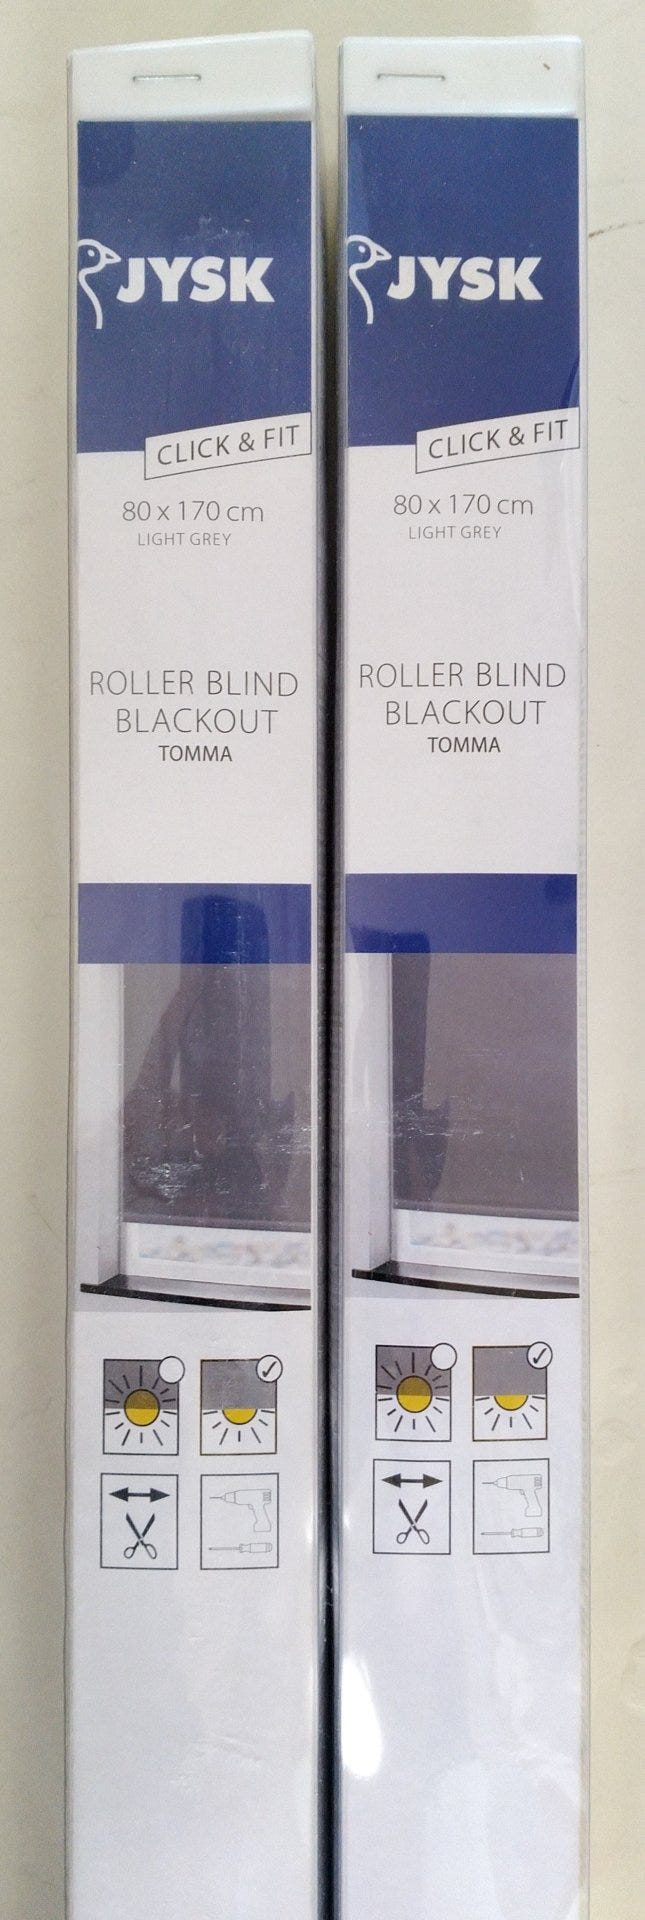 JYSK
CLICK & FIT
80 x 170 cm
LIGHT GREY
ROLLER BLIND
BLACKOUT
TOMMA
JYSK
CLICK & FIT
80 x 170 cm
LIGHT GREY
ROLLER BLIND
BLACKOUT
TOMMA